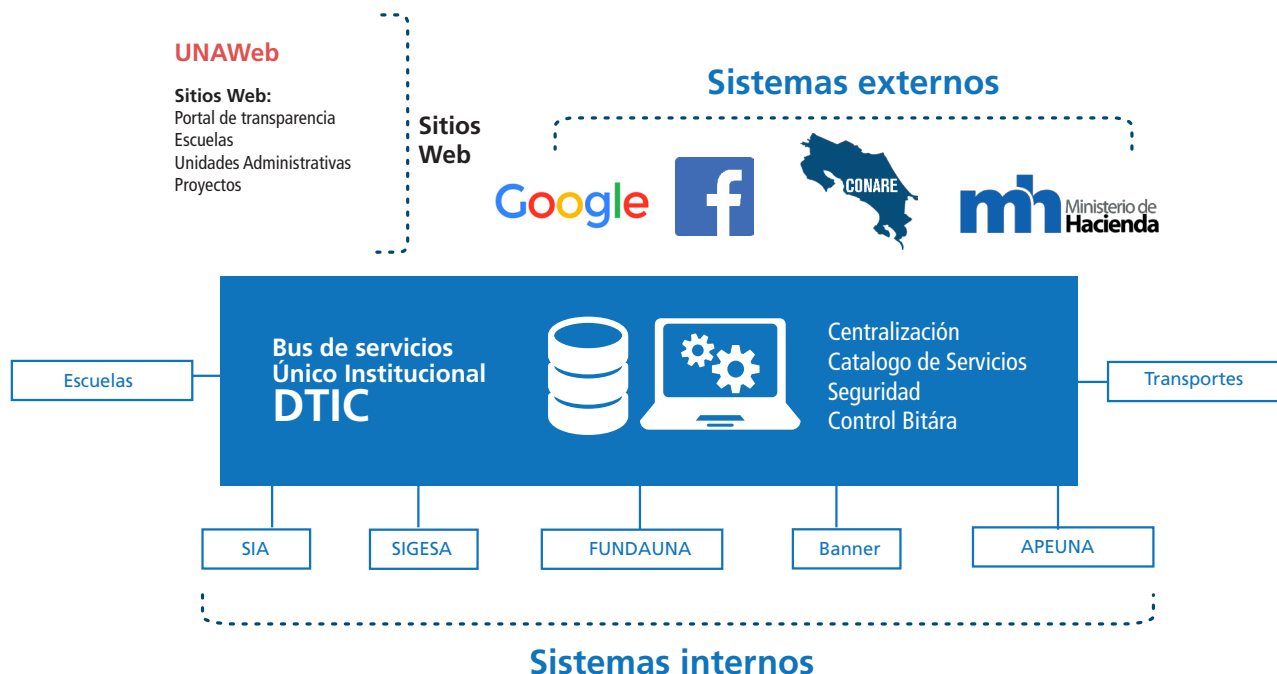 UNAWeb
Sitios Web:
Portal de transparencia
Escuelas
Unidades Administrativas
Proyectos
Sitios
Web
Sistemas externos
Google
f
CONARE
mh
Ministerio de
Hacienda
Bus de servicios
Único Institucional
DTIC
Centralización
Catalogo de Servicios
Seguridad
Control Bitára
Escuelas
Transportes
SIA
SIGESA
FUNDAUNA
Banner
APEUNA
Sistemas internos